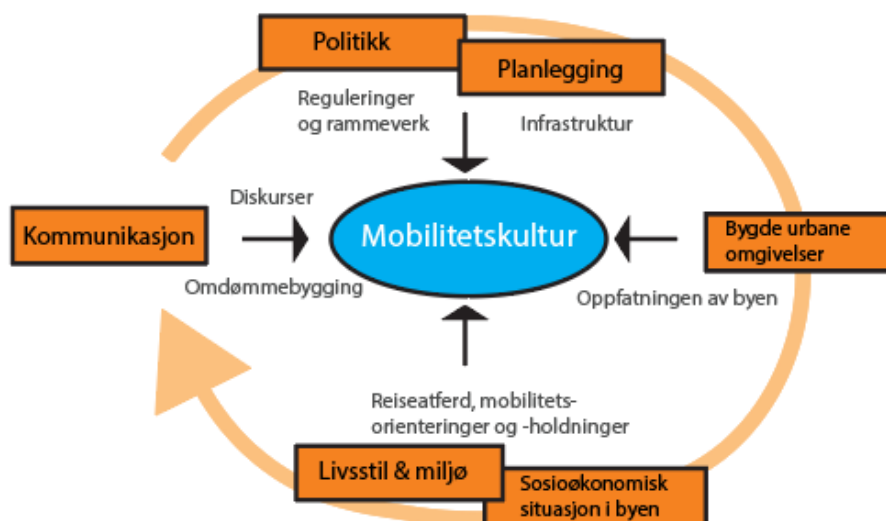 Politikk
Planlegging
Reguleringer
og rammeverk
Infrastruktur
Diskurser
Kommunikasjon
Mobilitetskultur
Bygde urbane
omgivelser
Omdømmebygging
Oppfatningen av byen
Reiseatferd, mobilitets-
orienteringer og -holdninger
Livsstil & miljø
Sosioøkonomisk
situasjon i byen